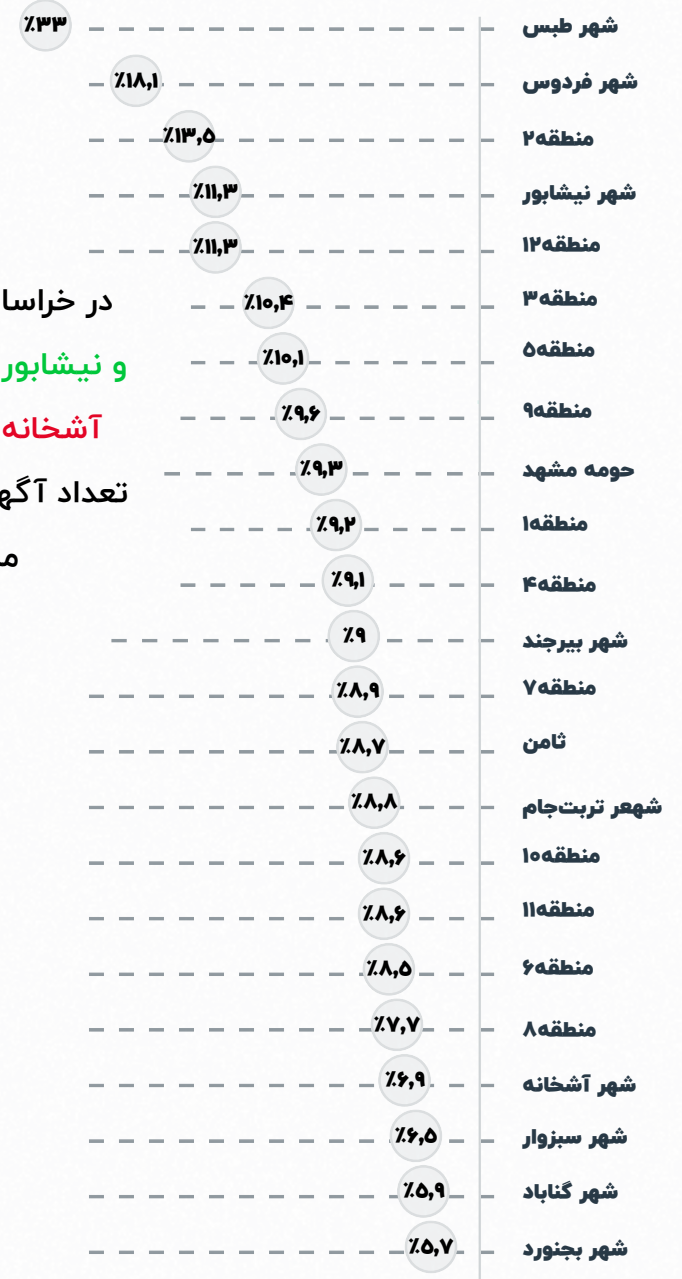 شهر طبس ٪۳۳
شهر فردوس ٪۱۸,۱
منطقه۲ ٪۱۳,۵
شهر نیشابور ٪۱۱,۳
منطقه۱۲ ٪۱۱,۳
منطقه۳ ٪۱۰,۴
منطقه۵ ٪۱۰,۱
منطقه۹ ٪۹,۶
حومه مشهد ٪۹,۳
منطقه۱ ٪۹,۲
منطقه۴ ٪۹,۱
شهر بیرجند ٪۹
منطقه۷ ٪۸,۹
ثامن ٪۸,۷
شهعر تربت‌جام ٪۸,۸
منطقه۱۰ ٪۸,۶
منطقه۱۱ ٪۸,۶
منطقه۶ ٪۸,۵
منطقه۸ ٪۷,۷
شهر آشخانه ٪۶,۹
شهر سبزوار ٪۶,۵
شهر گناباد ٪۵,۹
شهر بجنورد ٪۵,۷
در
و نیشابور
آشخانه
تعداد